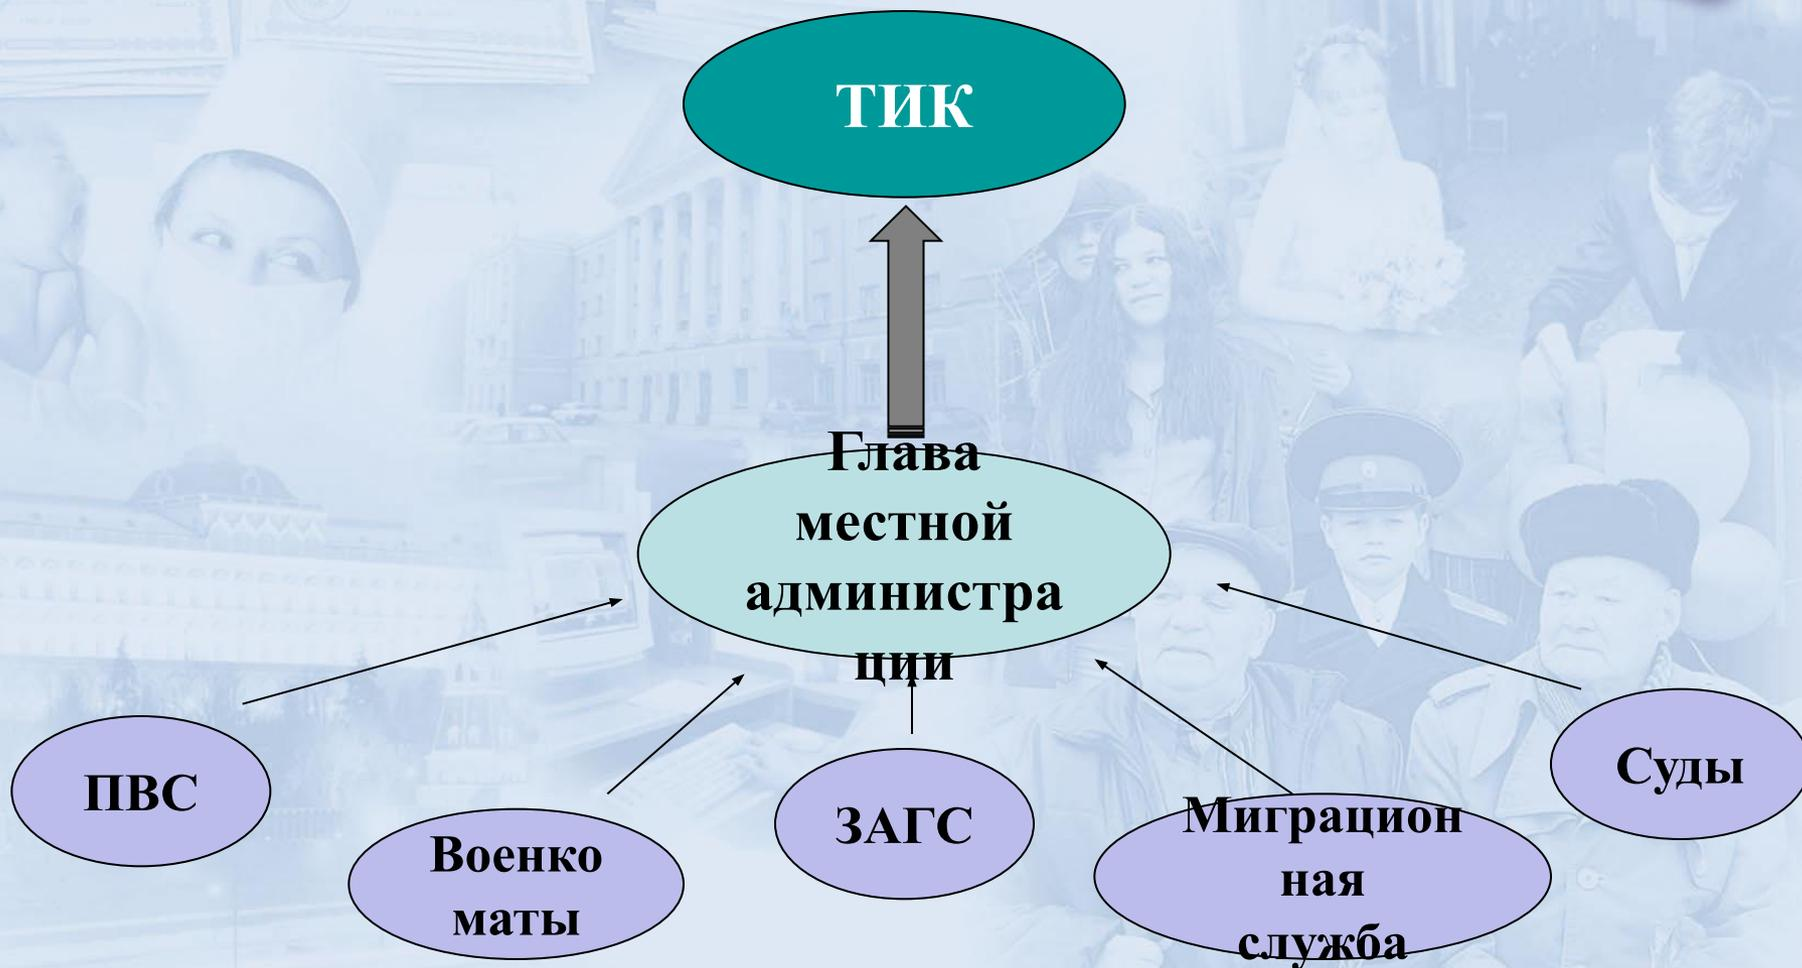 ТИК
Глава
местной
администра
ции
ПВС
Военко
маты
ЗАГС
Миграцион
ная
служба
Суды